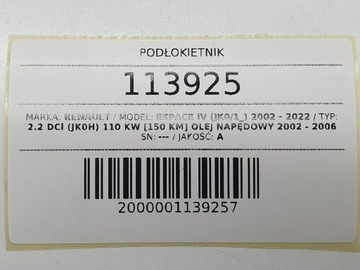 PODŁOKIETNIK
113925
MARKA: RENAULT / MODEL: ESPACE IV (JK0/1_) 2002 - 2022 / TYP:
2.2 DCI (JK0H) 110 KW [150 KM] OLEJ NAPĘDOWY 2002 - 2006
SN: --- / JAKOŚĆ: A
2000001139257